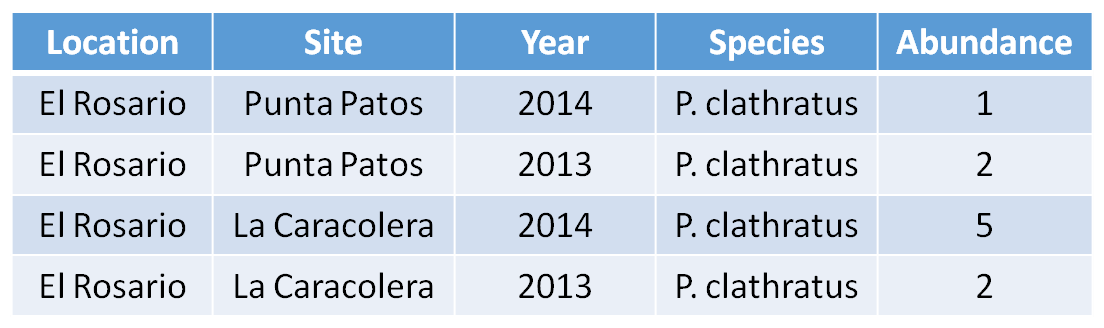 Location Site Year Species Abundance
El Rosario Punta Patos 2014 P. clathratus 1
El Rosario Punta Patos 2013 P. clathratus 2
El Rosario La Caracolera 2014 P. clathratus 5
El Rosario La Caracolera 2013 P. clathratus 2